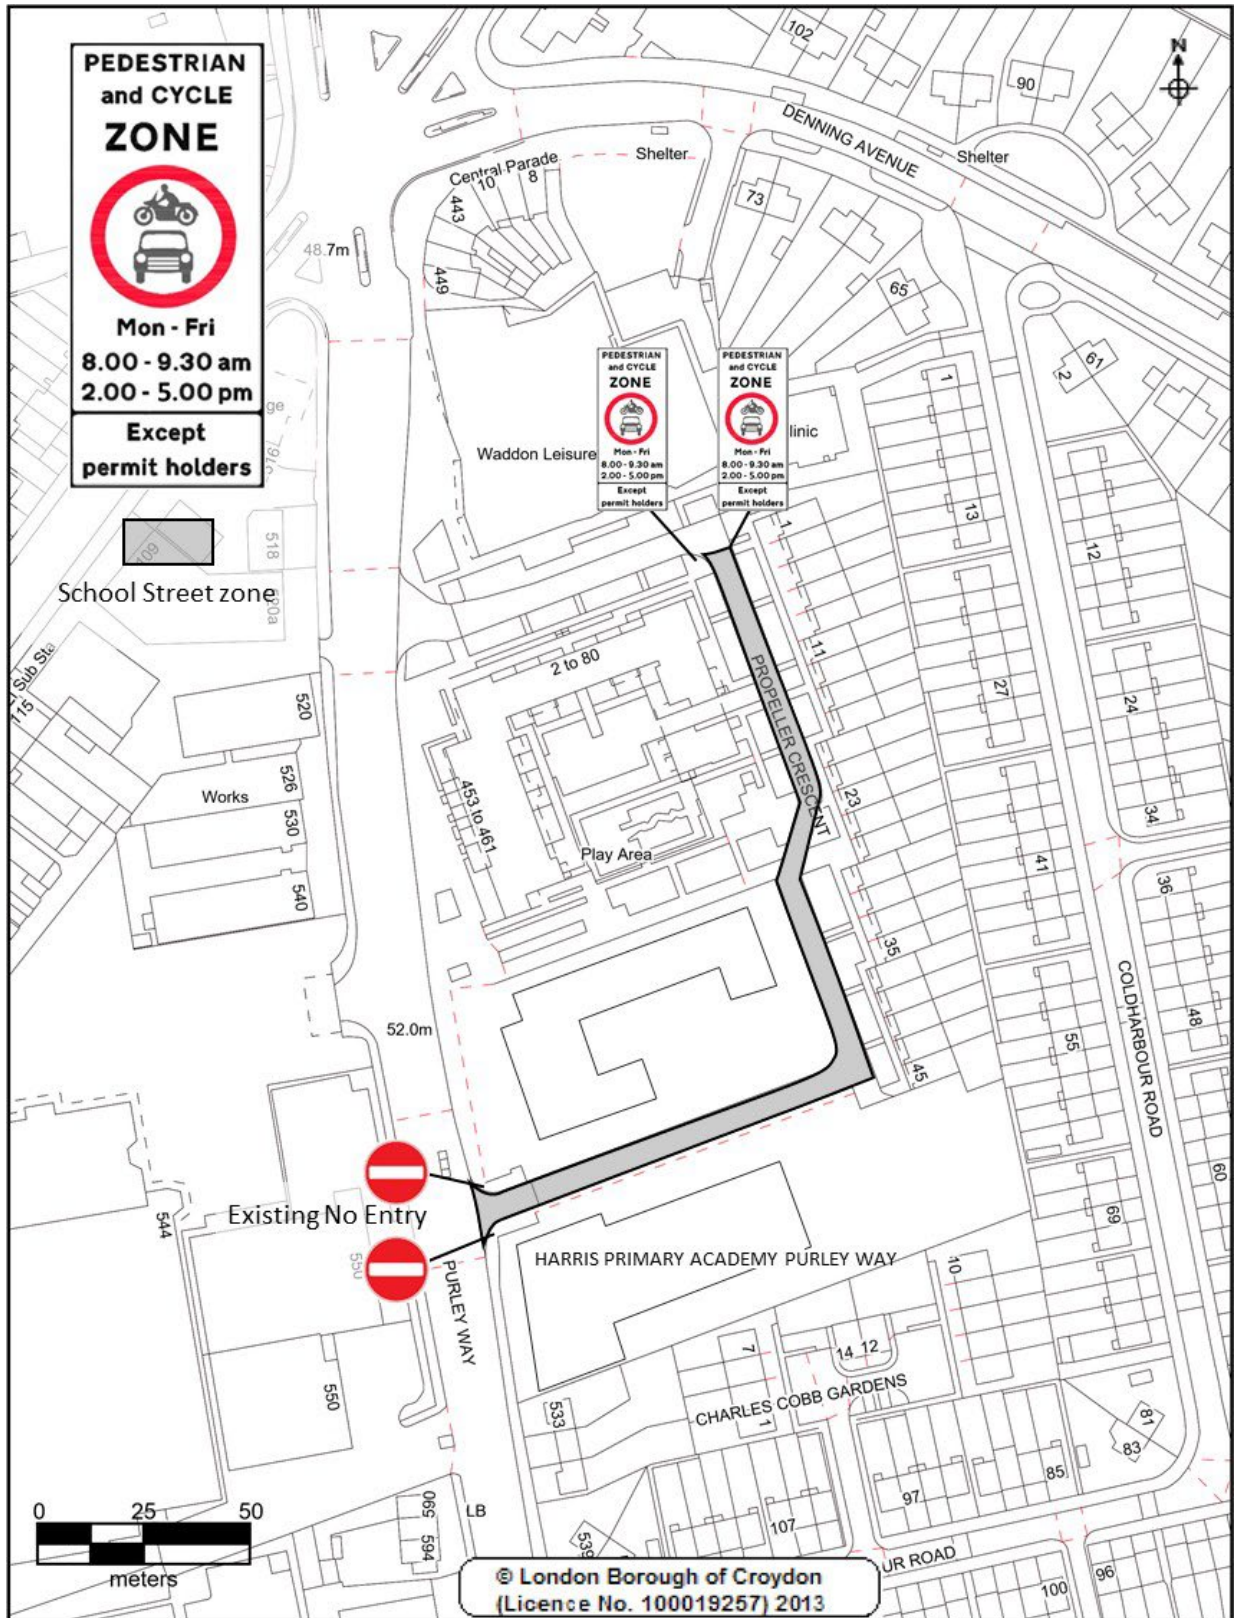 PEDESTRIAN
and CYCLE
ZONE
Mon - Fri
8.00 - 9.30 am
2.00 - 5.00 pm
Except
permit holders
School Street zone
N
102
90
DENNING AVENUE
Shelter
Shelter
Central Parade
8
10
443
449
48.7m
73
65
61
2
PEDESTRIAN
and CYCLE
ZONE
Mon - Fri
8.00 - 9.30 am
2.00 - 5.00 pm
Except
permit holders
PEDESTRIAN
and CYCLE
ZONE
Mon - Fri
8.00 - 9.30 am
2.00 - 5.00 pm
Except
permit holders
Waddon Leisure
linic
ge
109
518
520a
Sub Sta
115
520
526
530
540
Works
2 to 80
453 to 461
Play Area
PROPELLER CRESCENT
1
11
23
35
45
1
13
27
41
55
69
12
24
34
36
48
60
COLDHARBOUR ROAD
52.0m
544
550
550
Existing No Entry
PURLEY WAY
HARRIS PRIMARY ACADEMY PURLEY WAY
10
14
12
7
1
CHARLES COBB GARDENS
533
81
83
85
97
107
539
LB
069
594
UR ROAD
100
96
0 25 50
meters
© London Borough of Croydon
(Licence No. 100019257) 2013